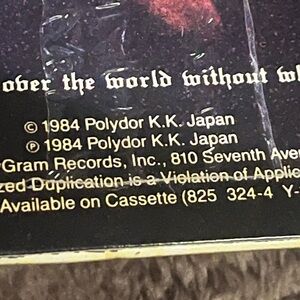 over the world without
© 1984 Polydor K.K. Japan
℗ 1984 Polydor K.K. Japan
Gram Records, Inc., 810 Seventh
Duplication is a Violation of
Available on Cassette (825 324-4